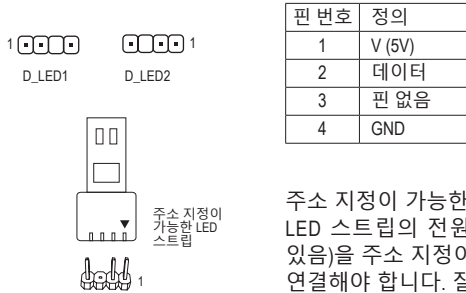 1
1
D_LED1
D_LED2
주소 지정이
가능한 LED
스트립
1
핀 번호 정의
1 V (5V)
2 데이터
3 핀 없음
4 GND
주소 지정이 가능한
LED 스트립의 전원
있음)을 주소 지정이
연결해야 합니다. 잘